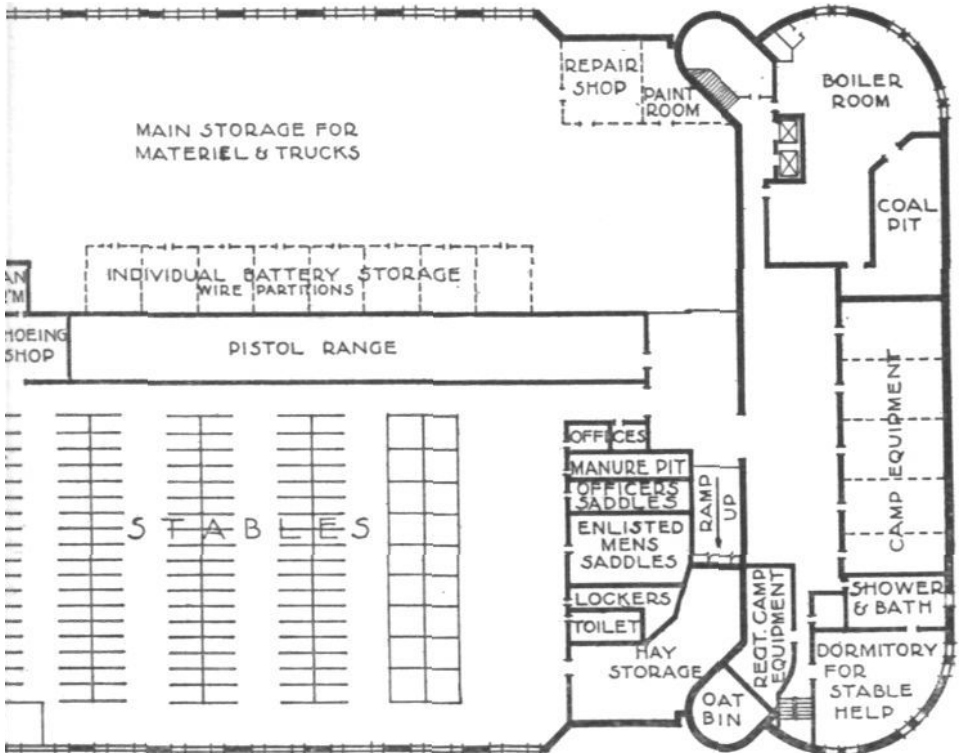 REPAIR
SHOP
PAINT
ROOM
BOILER
ROOM
MAIN STORAGE FOR
MATERIEL & TRUCKS
COAL
PIT
INDIVIDUAL BATTERY STORAGE
WIRE PARTITIONS
AN
R'M
HOEING
SHOP
PISTOL RANGE
CAMP EQUIPMENT
OFFICES
MANURE PIT
OFFICERS
SADDLES
RAMP
UP
STABLES
ENLISTED
MENS
SADDLES
LOCKERS
TOILET
HAY
STORAGE
REGT. CAMP
EQUIPMENT
SHOWER
& BATH
DORMITORY
FOR
STABLE
HELP
OAT
BIN